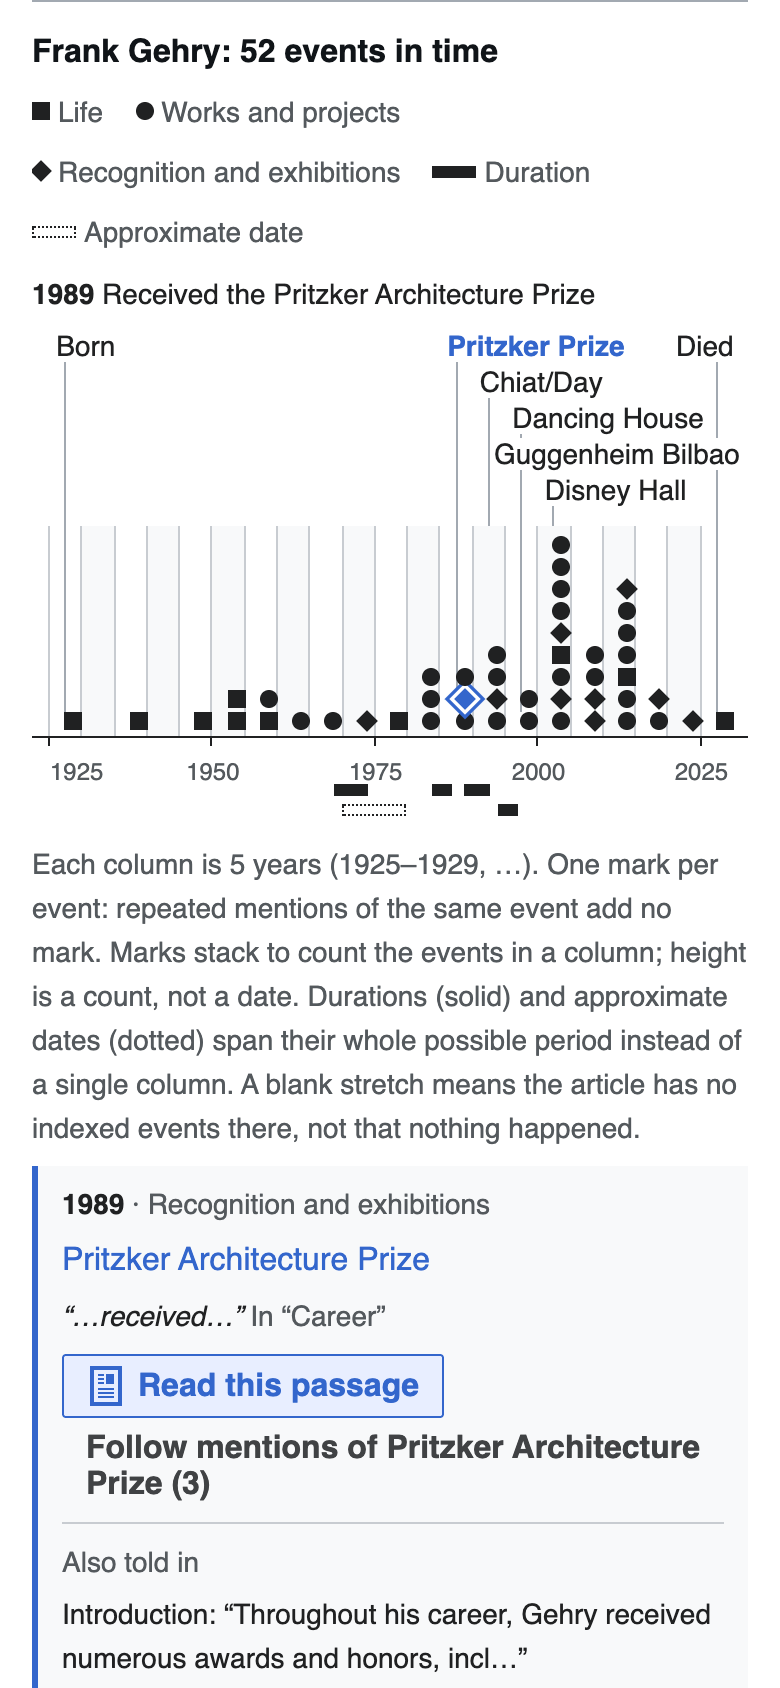 Frank Gehry: 52 events in time
Life Works and projects
Recognition and exhibitions Duration
Approximate date
1989 Received the Pritzker Architecture Prize
Born Pritzker Prize Died
Chiat/Day
Dancing House
Guggenheim Bilbao
Disney Hall
1925 1950 1975 2000 2025
Each column is 5 years (1925–1929, …). One mark per
event: repeated mentions of the same event add no
mark. Marks stack to count the events in a column; height
is a count, not a date. Durations (solid) and approximate
dates (dotted) span their whole possible period instead of
a single column. A blank stretch means the article has no
indexed events there, not that nothing happened.
1989 · Recognition and exhibitions
Pritzker Architecture Prize
“…received…” In “Career”
Read this passage
Follow mentions of Pritzker Architecture
Prize (3)
Also told in
Introduction: “Throughout his career, Gehry received
numerous awards and honors, incl…”